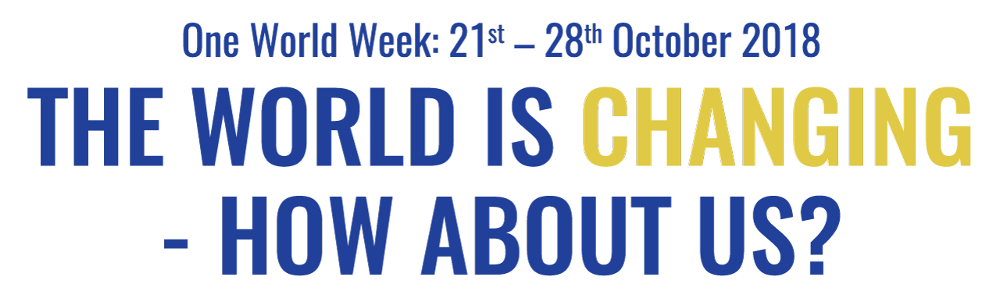 One World Week: 21st – 28th October 2018
THE WORLD IS CHANGING
- HOW ABOUT US?